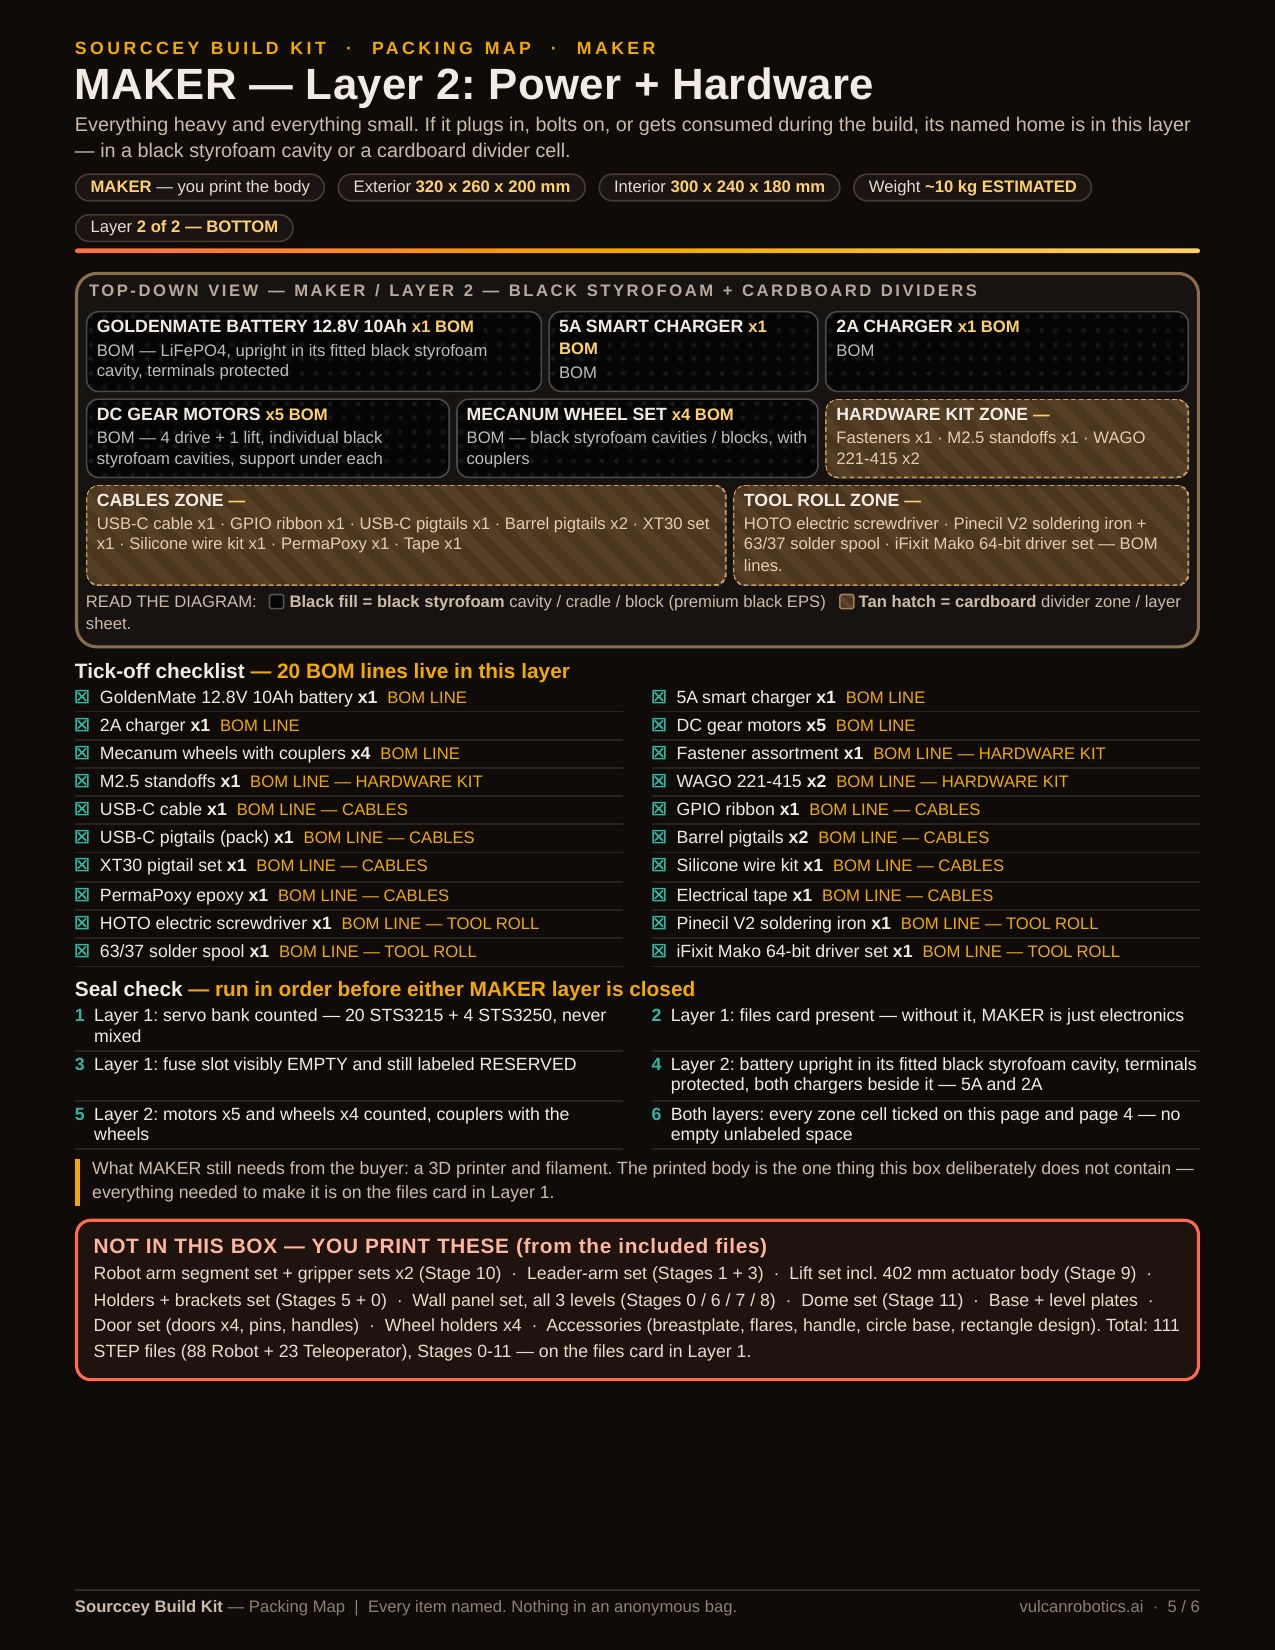 SOURCCEY BUILD KIT · PACKING MAP · MAKER
MAKER — Layer 2: Power + Hardware
Everything heavy and everything small. If it plugs in, bolts on, or gets consumed during the build, its named home is in this layer
— in a black styrofoam cavity or a cardboard divider cell.
MAKER — you print the body
Exterior 320 x 260 x 200 mm
Interior 300 x 240 x 180 mm
Weight ~10 kg ESTIMATED
Layer 2 of 2 — BOTTOM
TOP-DOWN VIEW — MAKER / LAYER 2 — BLACK STYROFOAM + CARDBOARD DIVIDERS
GOLDENMATE BATTERY 12.8V 10Ah x1 BOM
BOM — LiFePO4, upright in its fitted black styrofoam
cavity, terminals protected
5A SMART CHARGER x1
BOM
BOM
2A CHARGER x1 BOM
BOM
DC GEAR MOTORS x5 BOM
BOM — 4 drive + 1 lift, individual black
styrofoam cavities, support under each
MECANUM WHEEL SET x4 BOM
BOM — black styrofoam cavities / blocks, with
couplers
HARDWARE KIT ZONE —
Fasteners x1 · M2.5 standoffs x1 · WAGO
221-415 x2
CABLES ZONE —
USB-C cable x1 · GPIO ribbon x1 · USB-C pigtails x1 · Barrel pigtails x2 · XT30 set
x1 · Silicone wire kit x1 · PermaPoxy x1 · Tape x1
TOOL ROLL ZONE —
HOTO electric screwdriver · Pinecil V2 soldering iron +
63/37 solder spool · iFixit Mako 64-bit driver set — BOM
lines.
READ THE DIAGRAM: Black fill = black styrofoam cavity / cradle / block (premium black EPS) Tan hatch = cardboard divider zone / layer
sheet.
Tick-off checklist — 20 BOM lines live in this layer
☒ GoldenMate 12.8V 10Ah battery x1 BOM LINE
☒ 5A smart charger x1 BOM LINE
☒ 2A charger x1 BOM LINE
☒ DC gear motors x5 BOM LINE
☒ Mecanum wheels with couplers x4 BOM LINE
☒ Fastener assortment x1 BOM LINE — HARDWARE KIT
☒ M2.5 standoffs x1 BOM LINE — HARDWARE KIT
☒ WAGO 221-415 x2 BOM LINE — HARDWARE KIT
☒ USB-C cable x1 BOM LINE — CABLES
☒ GPIO ribbon x1 BOM LINE — CABLES
☒ USB-C pigtails (pack) x1 BOM LINE — CABLES
☒ Barrel pigtails x2 BOM LINE — CABLES
☒ XT30 pigtail set x1 BOM LINE — CABLES
☒ Silicone wire kit x1 BOM LINE — CABLES
☒ PermaPoxy epoxy x1 BOM LINE — CABLES
☒ Electrical tape x1 BOM LINE — CABLES
☒ HOTO electric screwdriver x1 BOM LINE — TOOL ROLL
☒ Pinecil V2 soldering iron x1 BOM LINE — TOOL ROLL
☒ 63/37 solder spool x1 BOM LINE — TOOL ROLL
☒ iFixit Mako 64-bit driver set x1 BOM LINE — TOOL ROLL
Seal check — run in order before either MAKER layer is closed
1 Layer 1: servo bank counted — 20 STS3215 + 4 STS3250, never
mixed
2 Layer 1: files card present — without it, MAKER is just electronics
3 Layer 1: fuse slot visibly EMPTY and still labeled RESERVED
4 Layer 2: battery upright in its fitted black styrofoam cavity, terminals
protected, both chargers beside it — 5A and 2A
5 Layer 2: motors x5 and wheels x4 counted, couplers with the
wheels
6 Both layers: every zone cell ticked on this page and page 4 — no
empty unlabeled space
What MAKER still needs from the buyer: a 3D printer and filament. The printed body is the one thing this box deliberately does not contain —
everything needed to make it is on the files card in Layer 1.
NOT IN THIS BOX — YOU PRINT THESE (from the included files)
Robot arm segment set + gripper sets x2 (Stage 10) · Leader-arm set (Stages 1 + 3) · Lift set incl. 402 mm actuator body (Stage 9) ·
Holders + brackets set (Stages 5 + 0) · Wall panel set, all 3 levels (Stages 0 / 6 / 7 / 8) · Dome set (Stage 11) · Base + level plates ·
Door set (doors x4, pins, handles) · Wheel holders x4 · Accessories (breastplate, flares, handle, circle base, rectangle design). Total: 111
STEP files (88 Robot + 23 Teleoperator), Stages 0-11 — on the files card in Layer 1.
Sourccey Build Kit — Packing Map | Every item named. Nothing in an anonymous bag.
vulcanrobotics.ai · 5 / 6